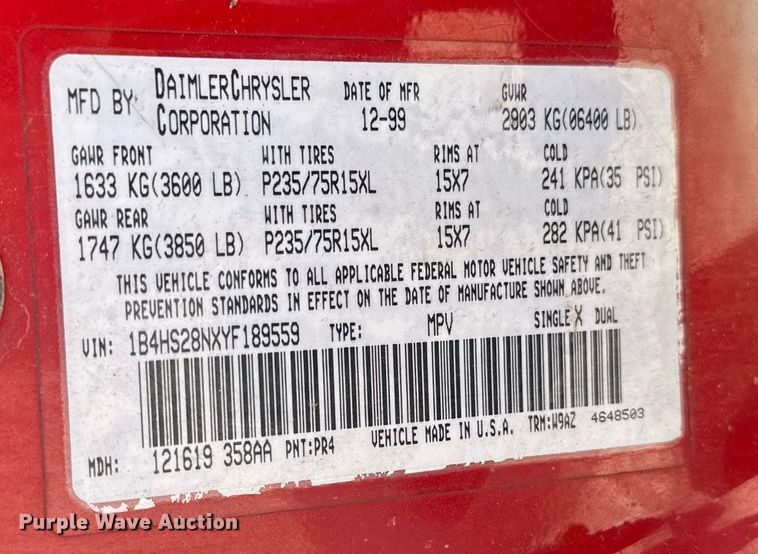 MFD BY: DAIMLERCHRYSLER CORPORATION DATE OF MFR 12-99 GVWR 2903 KG(06400 LB)
GAWR FRONT WITH TIRES RIMS AT COLD
1633 KG(3600 LB) P235/75R15XL 15X7 241 KPA(35 PSI)
GAWR REAR WITH TIRES RIMS AT COLD
1747 KG(3850 LB) P235/75R15XL 15X7 282 KPA(41 PSI)
THIS VEHICLE CONFORMS TO ALL APPLICABLE FEDERAL MOTOR VEHICLE SAFETY AND THEFT
PREVENTION STANDARDS IN EFFECT ON THE DATE OF MANUFACTURE SHOWN ABOVE.
VIN: 1B4HS28NXYF189559 TYPE: MPV SINGLE X DUAL
MDH: 121619 358AA PNT:PR4 VEHICLE MADE IN U.S.A. TRM:W9AZ 4648503
Purple Wave Auction